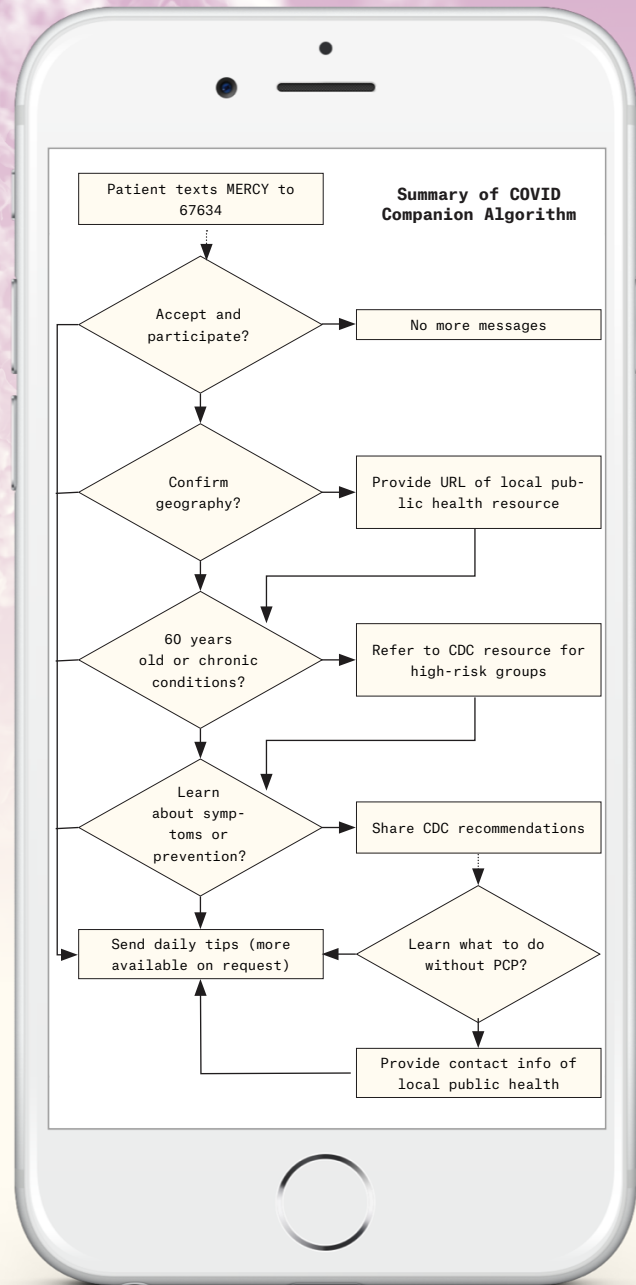 Patient texts MERCY to
67634
Summary of COVID
Companion Algorithm
Accept and
participate?
No more messages
Confirm
geography?
Provide URL of local pub-
lic health resource
60 years
old or chronic
conditions?
Refer to CDC resource for
high-risk groups
Learn
about symp-
toms or
prevention?
Share CDC recommendations
Send daily tips (more
available on request)
Learn what to do
without PCP?
Provide contact info of
local public health